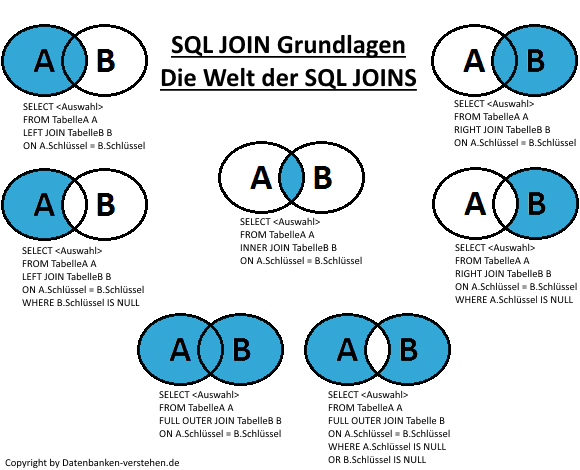 SQL JOIN Grundlagen
Die Welt der SQL JOINS
A B
SELECT <Auswahl>
FROM TabelleA A
LEFT JOIN TabelleB B
ON A.Schlüssel = B.Schlüssel
A B
SELECT <Auswahl>
FROM TabelleA A
RIGHT JOIN TabelleB B
ON A.Schlüssel = B.Schlüssel
A B
SELECT <Auswahl>
FROM TabelleA A
INNER JOIN TabelleB B
ON A.Schlüssel = B.Schlüssel
A B
SELECT <Auswahl>
FROM TabelleA A
LEFT JOIN TabelleB B
ON A.Schlüssel = B.Schlüssel
WHERE B.Schlüssel IS NULL
A B
SELECT <Auswahl>
FROM TabelleA A
RIGHT JOIN TabelleB B
ON A.Schlüssel = B.Schlüssel
WHERE A.Schlüssel IS NULL
A B
SELECT <Auswahl>
FROM TabelleA A
FULL OUTER JOIN TabelleB B
ON A.Schlüssel = B.Schlüssel
A B
SELECT <Auswahl>
FROM TabelleA A
FULL OUTER JOIN Tabelle B
ON A.Schlüssel = B.Schlüssel
WHERE A.Schlüssel IS NULL
OR B.Schlüssel IS NULL
Copyright by Datenbanken-verstehen.de